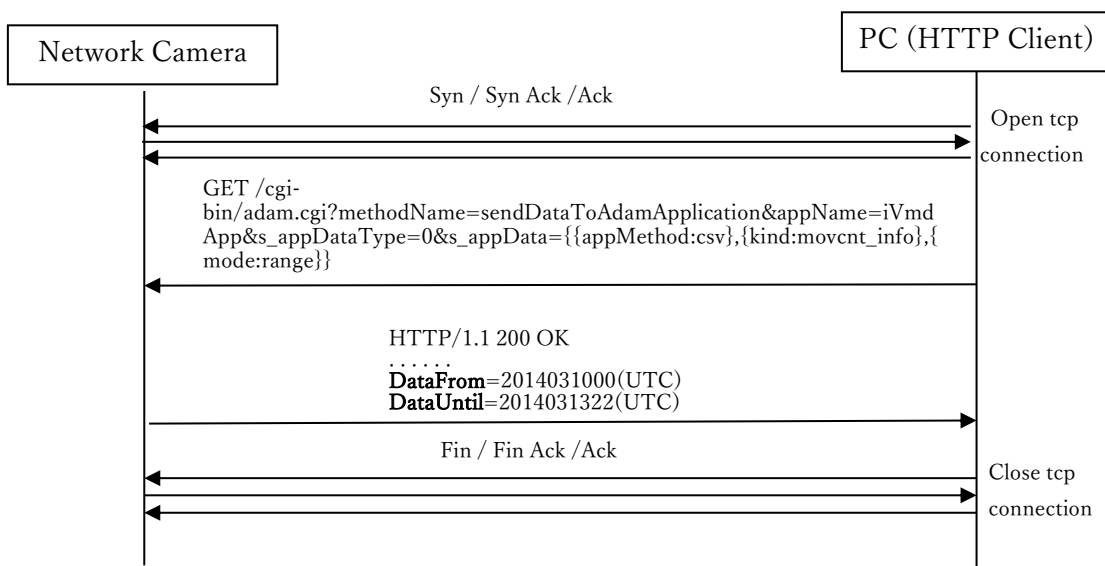 Network Camera
PC (HTTP Client)
Syn / Syn Ack /Ack
Open tcp
connection
GET /cgi-
bin/adam.cgi?methodName=sendDataToAdamApplication&appName=iVmd
App&s_appDataType=0&s_appData={{appMethod:csv},{kind:movcnt_info},{
mode:range}}
HTTP/1.1 200 OK
. . . . . .
DataFrom=2014031000(UTC)
DataUntil=2014031322(UTC)
Fin / Fin Ack /Ack
Close tcp
connection